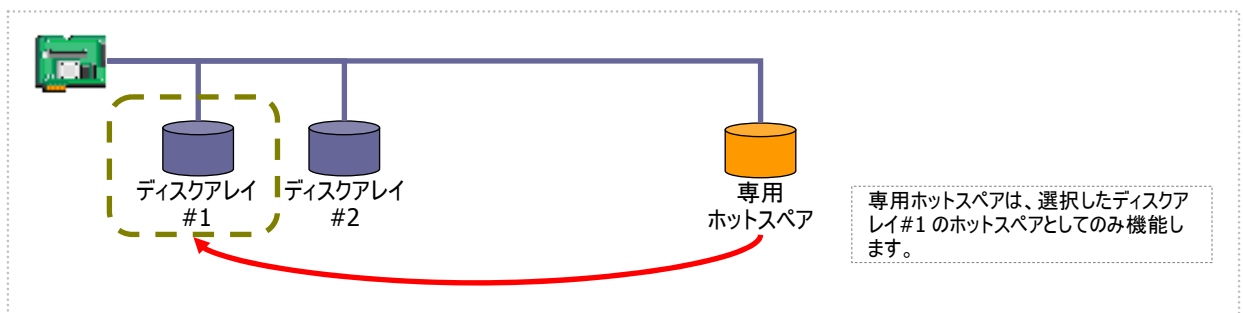 ディスクアレイ
#1
ディスクアレイ
#2
専用
ホットスペア
専用ホットスペアは、選択したディスクア
レイ#1 のホットスペアとしてのみ機能し
ます。